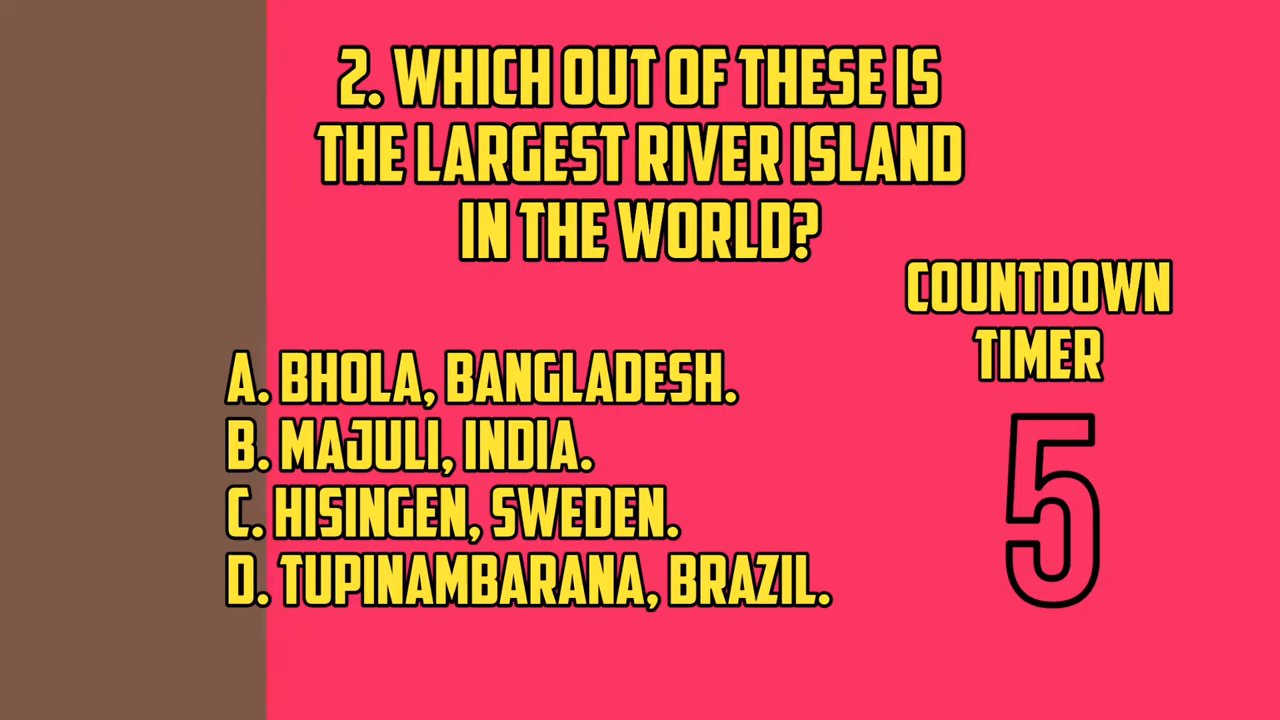 2. WHICH OUT OF THESE IS
THE LARGEST RIVER ISLAND
IN THE WORLD?
COUNTDOWN
TIMER
5
A. BHOLA, BANGLADESH.
B. MAJULI, INDIA.
C. HISINGEN, SWEDEN.
D. TUPINAMBARANA, BRAZIL.